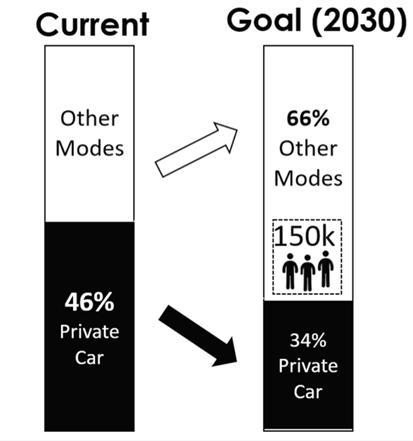 Current
Goal (2030)
Other
Modes
46%
Private
Car
66%
Other
Modes
150k
34%
Private
Car